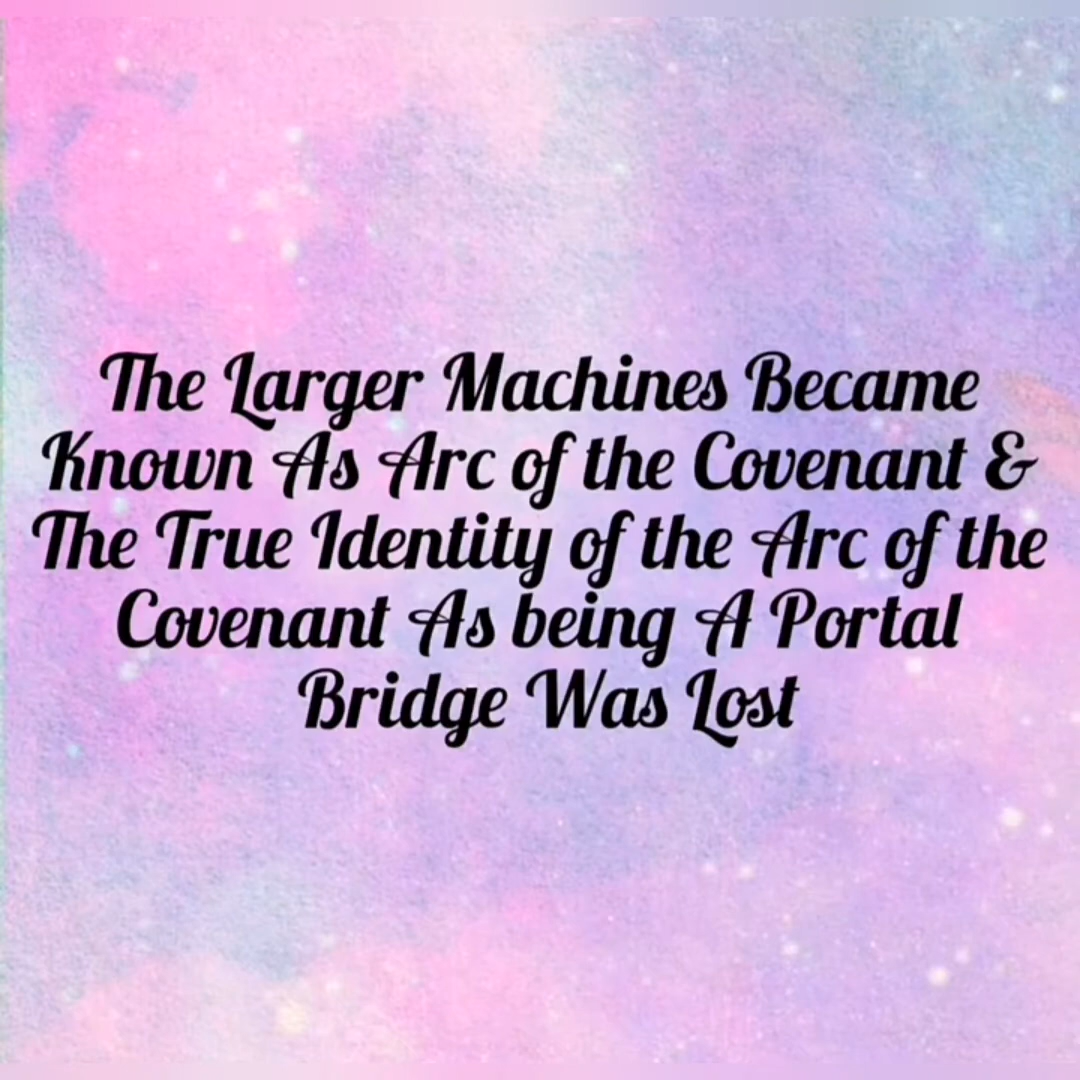 The Larger Machines Became
Known As Arc of the Covenant &
The True Identity of the Arc of the
Covenant As being A Portal
Bridge Was Lost